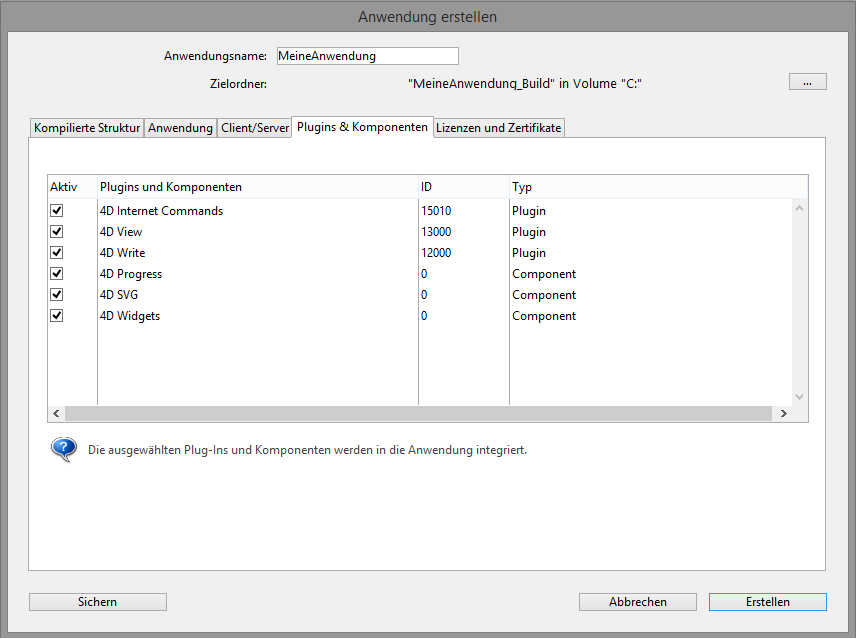 Anwendung erstellen
Anwendungsname: MeineAnwendung
Zielordner: "MeineAnwendung_Build" in Volume "C:" ...
Kompilierte Struktur Anwendung Client/Server Plugins & Komponenten Lizenzen und Zertifikate
Aktiv Plugins und Komponenten ID Typ
4D Internet Commands 15010 Plugin
4D View 13000 Plugin
4D Write 12000 Plugin
4D Progress 0 Component
4D SVG 0 Component
4D Widgets 0 Component
? Die ausgewählten Plug-Ins und Komponenten werden in die Anwendung integriert.
Sichern Abbrechen Erstellen